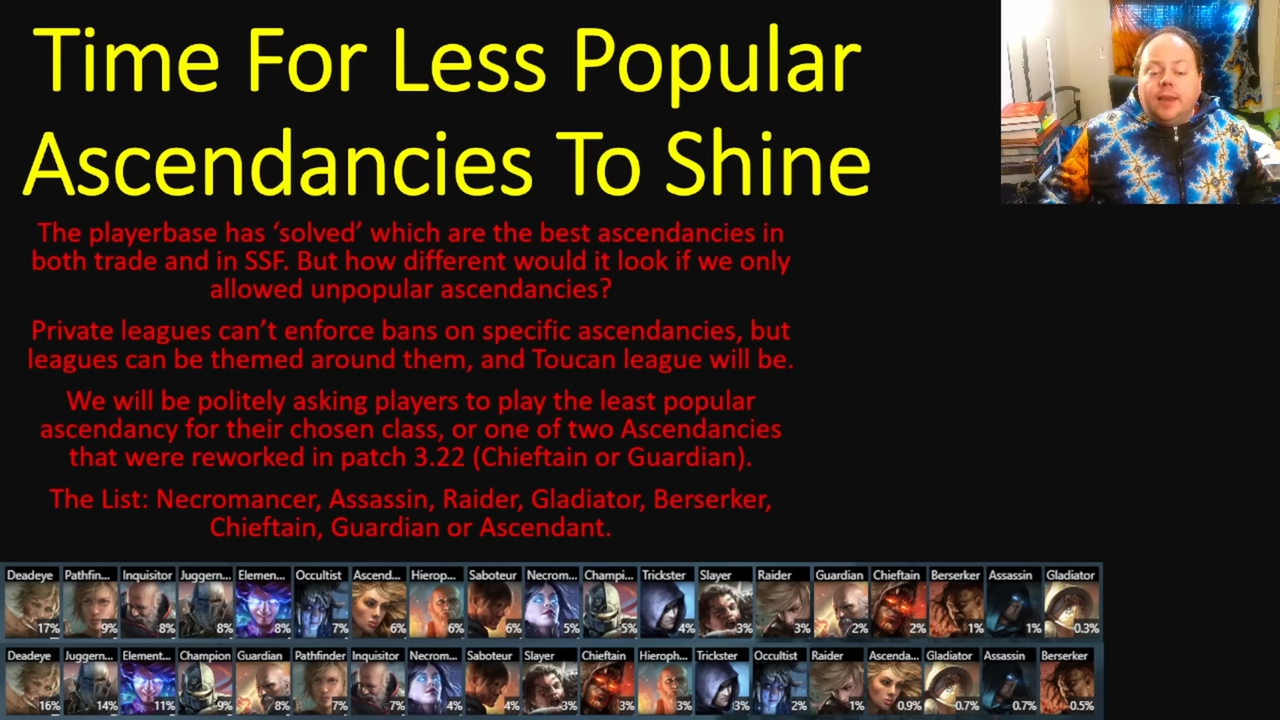 Time For Less Popular
Ascendancies To Shine
The playerbase has ‘solved’ which are the best ascendancies in
both trade and in SSF. But how different would it look if we only
allowed unpopular ascendancies?
Private leagues can’t enforce bans on specific ascendancies, but
leagues can be themed around them, and Toucan league will be.
We will be politely asking players to play the least popular
ascendancy for their chosen class, or one of two Ascendancies
that were reworked in patch 3.22 (Chieftain or Guardian).
The List: Necromancer, Assassin, Raider, Gladiator, Berserker,
Chieftain, Guardian or Ascendant.
Deadeye Pathfin... Inquisitor Juggern... Elemen... Occultist Ascend... Hierop... Saboteur Necrom... Champi... Trickster Slayer Raider Guardian Chieftain Berserker Assassin Gladiator
17% 9% 8% 8% 8% 7% 6% 6% 6% 5% 5% 4% 3% 3% 2% 2% 1% 1% 0.3%
Deadeye Juggern... Element... Champion Guardian Pathfinder Inquisitor Necrom... Saboteur Slayer Chieftain Hieroph... Trickster Occultist Raider Ascenda... Gladiator Assassin Berserker
16% 14% 11% 9% 8% 7% 7% 4% 4% 3% 3% 3% 3% 2% 1% 0.9% 0.7% 0.7% 0.5%